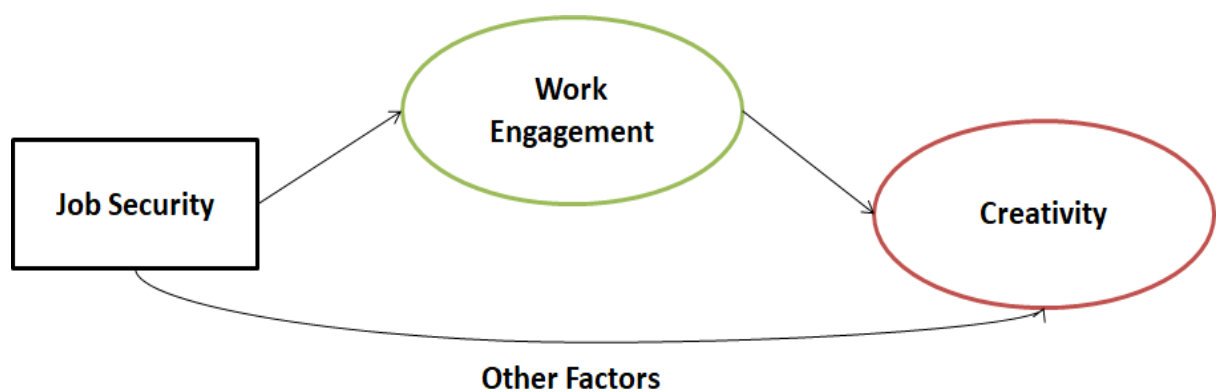 Work
Engagement
Job Security
Creativity
Other Factors